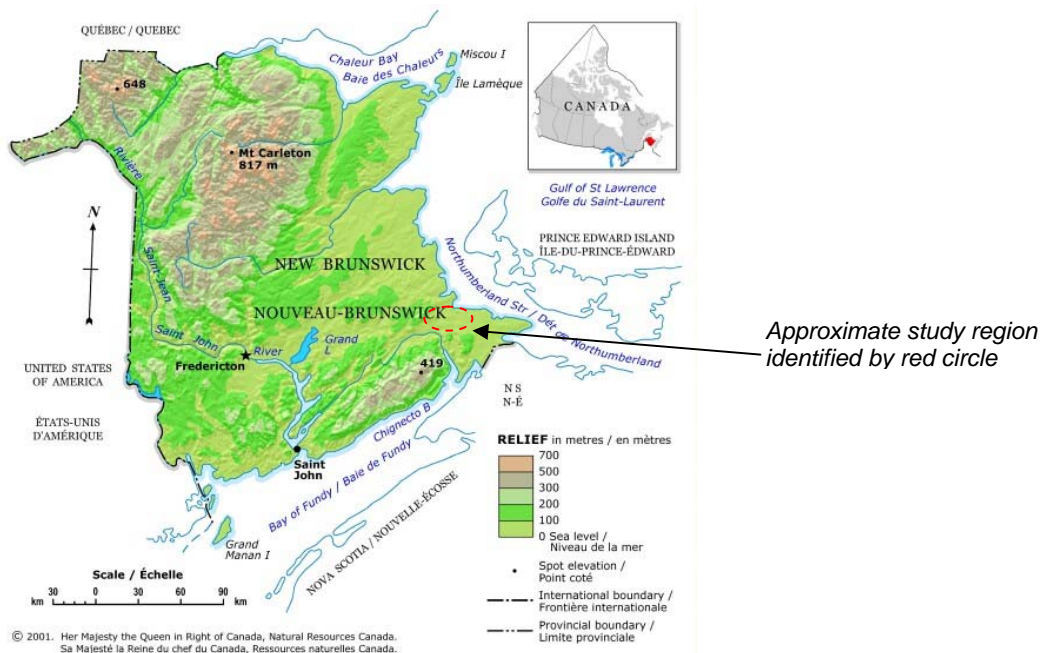 QUÉBEC / QUEBEC
648
Chaleur Bay
Baie des Chaleurs
Miscou I
Île Lamèque
CANADA
Mt Carleton
817 m
Rivière
Saint-Jean
Gulf of St Lawrence
Golfe du Saint-Laurent
N
PRINCE EDWARD ISLAND
ÎLE-DU-PRINCE-ÉDWARD
NEW BRUNSWICK
NOUVEAU-BRUNSWICK
Northumberland Str / Dét de Northumberland
Saint John
River
Grand
L
Fredericton
Approximate study region
identified by red circle
UNITED STATES
OF AMERICA
ÉTATS-UNIS
D'AMÉRIQUE
419
N S
N-É
Chignecto B
Saint
John
Bay of Fundy / Baie de Fundy
NOVA SCOTIA / NOUVELLE-ÉCOSSE
Grand
Manan I
RELIEF in metres / en mètres
700
500
300
200
100
0 Sea level /
Niveau de la mer
Spot elevation /
Point coté
International boundary /
Frontière internationale
Provincial boundary /
Limite provinciale
Scale / Échelle
km 30 0 30 60 90 km
© 2001. Her Majesty the Queen in Right of Canada, Natural Resources Canada.
Sa Majesté la Reine du chef du Canada, Ressources naturelles Canada.